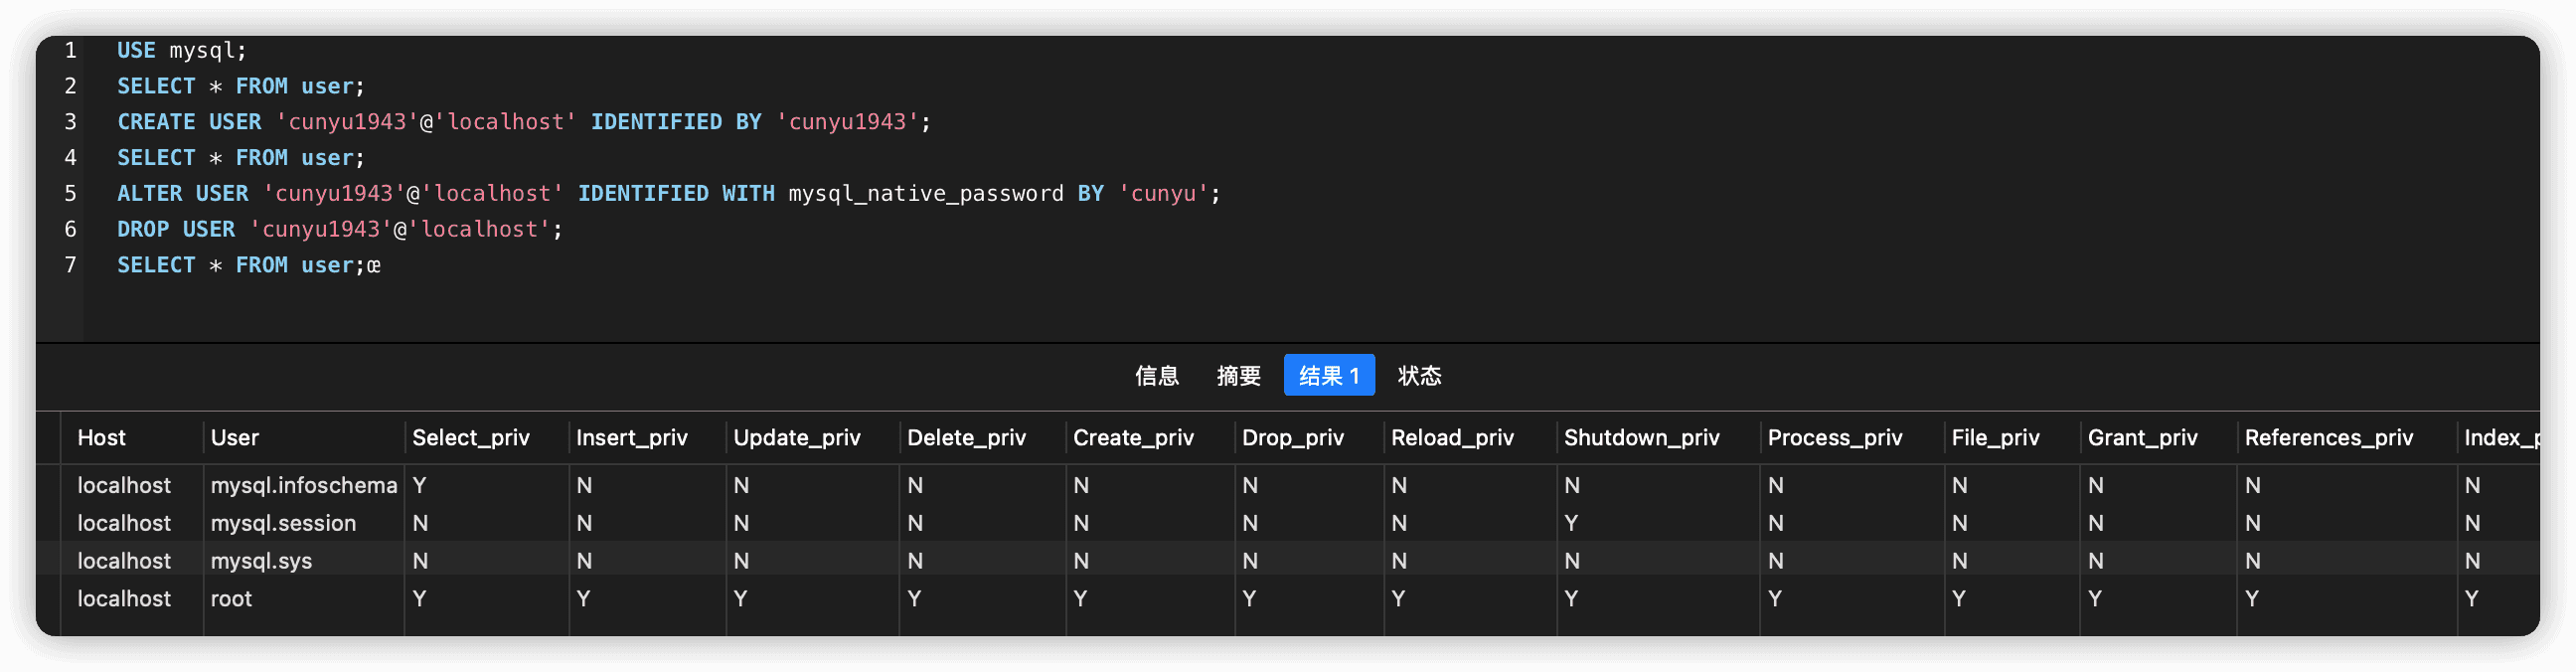 1 USE mysql;
2 SELECT * FROM user;
3 CREATE USER 'cunyu1943'@'localhost' IDENTIFIED BY 'cunyu1943';
4 SELECT * FROM user;
5 ALTER USER 'cunyu1943'@'localhost' IDENTIFIED WITH mysql_native_password BY 'cunyu';
6 DROP USER 'cunyu1943'@'localhost';
7 SELECT * FROM user;œ
信息 摘要 结果 1 状态
Host User Select_priv Insert_priv Update_priv Delete_priv Create_priv Drop_priv Reload_priv Shutdown_priv Process_priv File_priv Grant_priv References_priv Index_p
localhost mysql.infoschema Y N N N N N N N N N N N N
localhost mysql.session N N N N N N N Y N N N N N
localhost mysql.sys N N N N N N N N N N N N N
localhost root Y Y Y Y Y Y Y Y Y Y Y Y Y